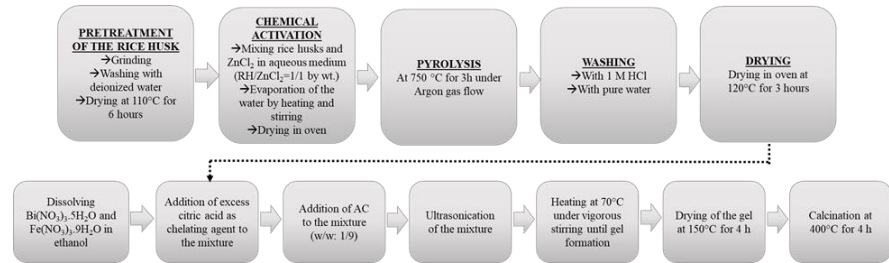 PRETREATMENT
OF THE RICE HUSK
→Grinding
→Washing with
deionized water
→Drying at 110°C for
6 hours
CHEMICAL
ACTIVATION
→Mixing rice husks and
ZnCl₂ in aqueous medium
(RH/ZnCl₂=1/1 by wt.)
→Evaporation of the
water by heating and
stirring
→Drying in oven
PYROLYSIS
At 750 °C for 3h under
Argon gas flow
WASHING
→With 1 M HCl
→With pure water
DRYING
Drying in oven at
120°C for 3 hours
Dissolving
Bi(NO₃)₃.5H₂O and
Fe(NO₃)₃.9H₂O in
ethanol
Addition of excess
citric acid as
chelating agent to
the mixture
Addition of AC
to the mixture
(w/w: 1/9)
Ultrasonication
of the mixture
Heating at 70°C
under vigorous
stirring until gel
formation
Drying of the gel
at 150°C for 4 h
Calcination at
400°C for 4 h